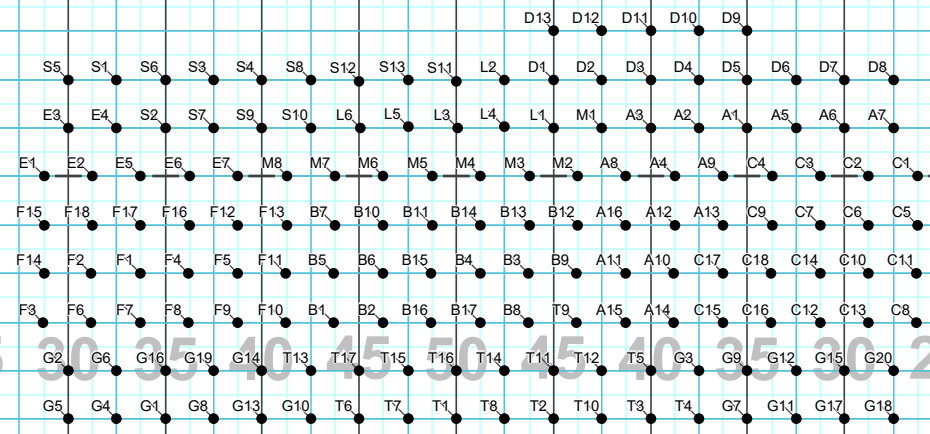 D13 D12 D11 D10 D9
S5 S1 S6 S3 S4 S8 S12 S13 S11 L2 D1 D2 D3 D4 D5 D6 D7 D8
E3 E4 S2 S7 S9 S10 L6 L5 L3 L4 L1 M1 A3 A2 A1 A5 A6 A7
E1 E2 E5 E6 E7 M8 M7 M6 M5 M4 M3 M2 A8 A4 A9 C4 C3 C2 C1
F15 F18 F17 F16 F12 F13 B7 B10 B11 B14 B13 B12 A16 A12 A13 C9 C7 C6 C5
F14 F2 F1 F4 F5 F11 B5 B6 B15 B4 B3 B9 A11 A10 C17 C18 C14 C10 C11
F3 F6 F7 F8 F9 F10 B1 B2 B16 B17 B8 T9 A15 A14 C15 C16 C12 C13 C8
30 35 40 45 50 45 40 35 30
G2 G6 G16 G19 G14 T13 T17 T15 T16 T14 T11 T12 T5 G3 G9 G12 G15 G20
G5 G4 G1 G8 G13 G10 T6 T7 T1 T8 T2 T10 T3 T4 G7 G11 G17 G18